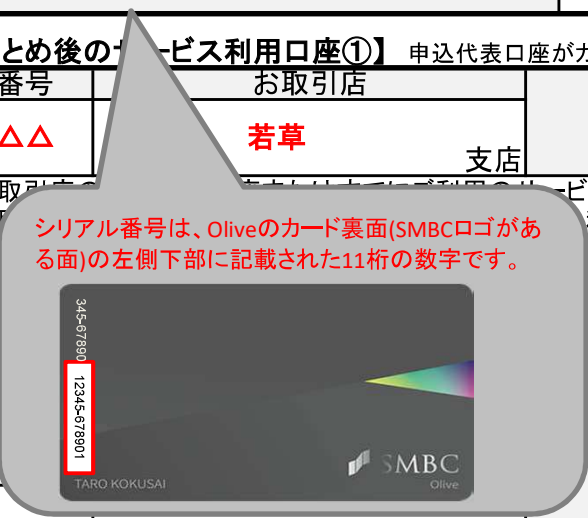 とめ後のサービス利用口座①】 申込代表口座が
番号 お取引店
△△ 若草 支店
シリアル番号は、Oliveのカード裏面(SMBCロゴがあ
る面)の左側下部に記載された11桁の数字です。
345-67890
12345-678901
SMBC
TARO KOKUSAI Olive